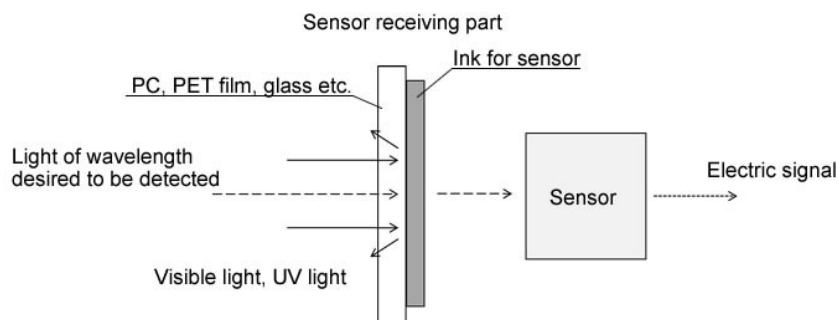 Sensor receiving part
Ink for sensor
PC, PET film, glass etc.
Light of wavelength
desired to be detected
Sensor
Electric signal
Visible light, UV light